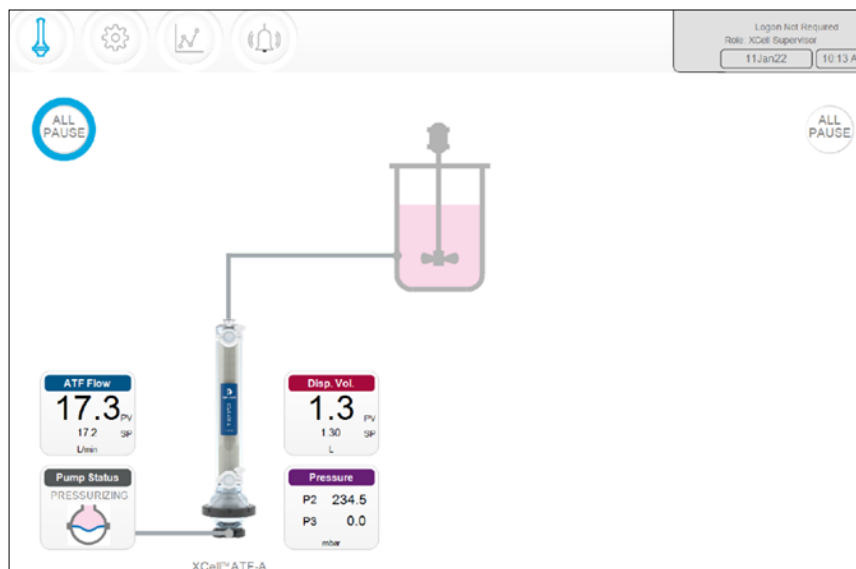 Logon Not Required
Role: XCell Supervisor
11Jan22
10:13 A
ALL
PAUSE
ALL
PAUSE
ATF Flow
17.3 PV
17.2 SP
L/min
Disp. Vol.
1.3 PV
1.30 SP
L
Pump Status
PRESSURIZING
Pressure
P2 234.5
P3 0.0
mbar
XCell™ ATF-A